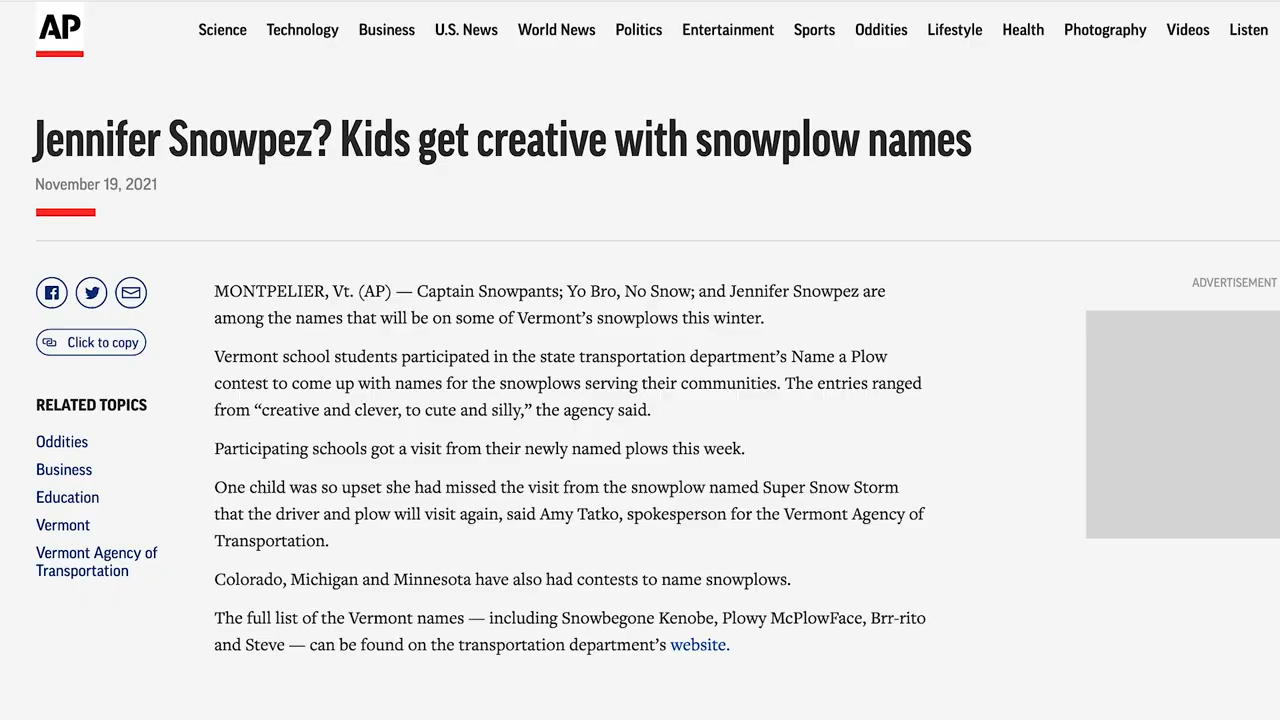 AP
Science Technology Business U.S. News World News Politics Entertainment Sports Oddities Lifestyle Health Photography Videos Listen
Jennifer Snowpez? Kids get creative with snowplow names
November 19, 2021
Click to copy
RELATED TOPICS
Oddities
Business
Education
Vermont
Vermont Agency of
Transportation
MONTPELIER, Vt. (AP) — Captain Snowpants; Yo Bro, No Snow; and Jennifer Snowpez are
among the names that will be on some of Vermont’s snowplows this winter.
Vermont school students participated in the state transportation department’s Name a Plow
contest to come up with names for the snowplows serving their communities. The entries ranged
from “creative and clever, to cute and silly,” the agency said.
Participating schools got a visit from their newly named plows this week.
One child was so upset she had missed the visit from the snowplow named Super Snow Storm
that the driver and plow will visit again, said Amy Tatko, spokesperson for the Vermont Agency of
Transportation.
Colorado, Michigan and Minnesota have also had contests to name snowplows.
The full list of the Vermont names — including Snowbegone Kenobe, Plowy McPlowFace, Brr-rito
and Steve — can be found on the transportation department’s website.
ADVERTISEMENT